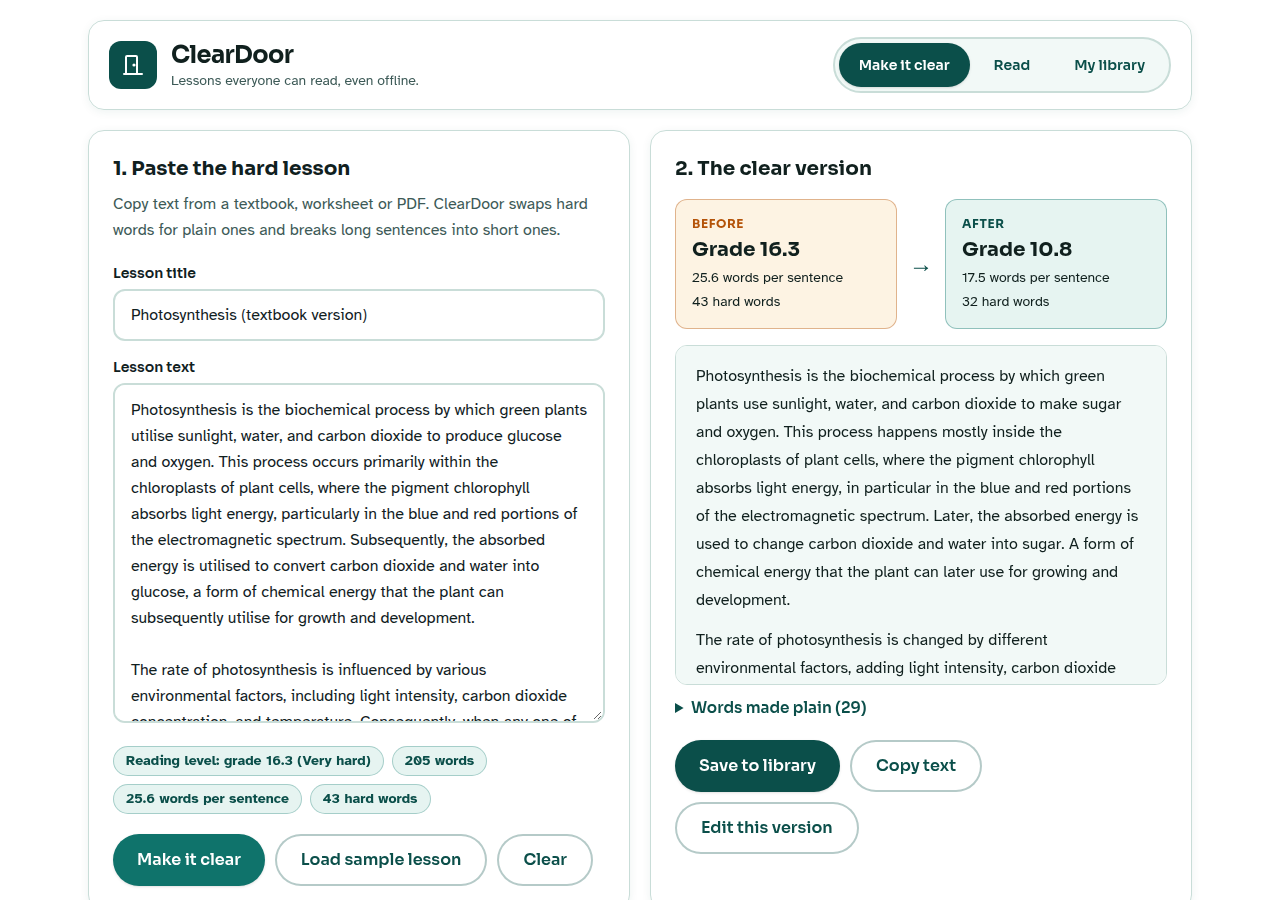 ClearDoor
Lessons everyone can read, even offline.
Make it clear
Read
My library
1. Paste the hard lesson
Copy text from a textbook, worksheet or PDF. ClearDoor swaps hard
words for plain ones and breaks long sentences into short ones.
Lesson title
Photosynthesis (textbook version)
Lesson text
Photosynthesis is the biochemical process by which green plants
utilise sunlight, water, and carbon dioxide to produce glucose
and oxygen. This process occurs primarily within the
chloroplasts of plant cells, where the pigment chlorophyll
absorbs light energy, particularly in the blue and red portions of
the electromagnetic spectrum. Subsequently, the absorbed
energy is utilised to convert carbon dioxide and water into
glucose, a form of chemical energy that the plant can
subsequently utilise for growth and development.
The rate of photosynthesis is influenced by various
environmental factors, including light intensity, carbon dioxide
concentration, and temperature. Consequently, when any one of
Reading level: grade 16.3 (Very hard)
205 words
25.6 words per sentence
43 hard words
Make it clear
Load sample lesson
Clear
2. The clear version
BEFORE
Grade 16.3
25.6 words per sentence
43 hard words
→
AFTER
Grade 10.8
17.5 words per sentence
32 hard words
Photosynthesis is the biochemical process by which green
plants use sunlight, water, and carbon dioxide to make sugar
and oxygen. This process happens mostly inside the
chloroplasts of plant cells, where the pigment chlorophyll
absorbs light energy, in particular in the blue and red portions
of the electromagnetic spectrum. Later, the absorbed energy is
used to change carbon dioxide and water into sugar. A form of
chemical energy that the plant can later use for growing and
development.
The rate of photosynthesis is changed by different
environmental factors, adding light intensity, carbon dioxide
Words made plain (29)
Save to library
Copy text
Edit this version